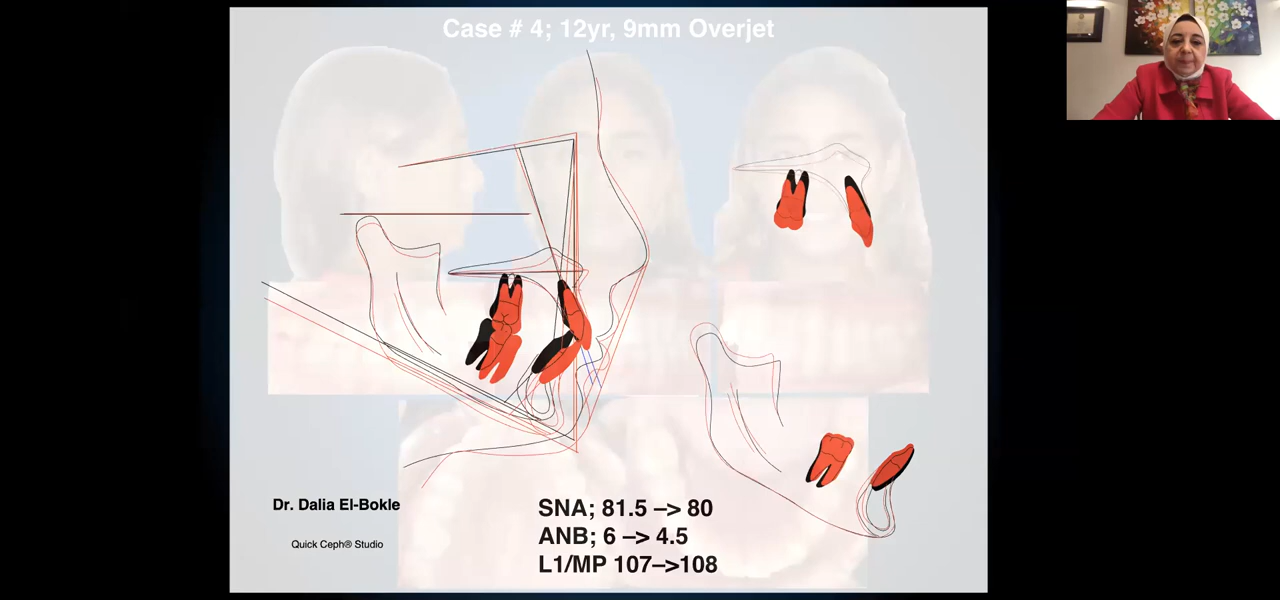 Case # 4; 12yr, 9mm Overjet
Dr. Dalia El-Bokle
Quick Ceph® Studio
SNA; 81.5 –> 80
ANB; 6 –> 4.5
L1/MP 107–>108